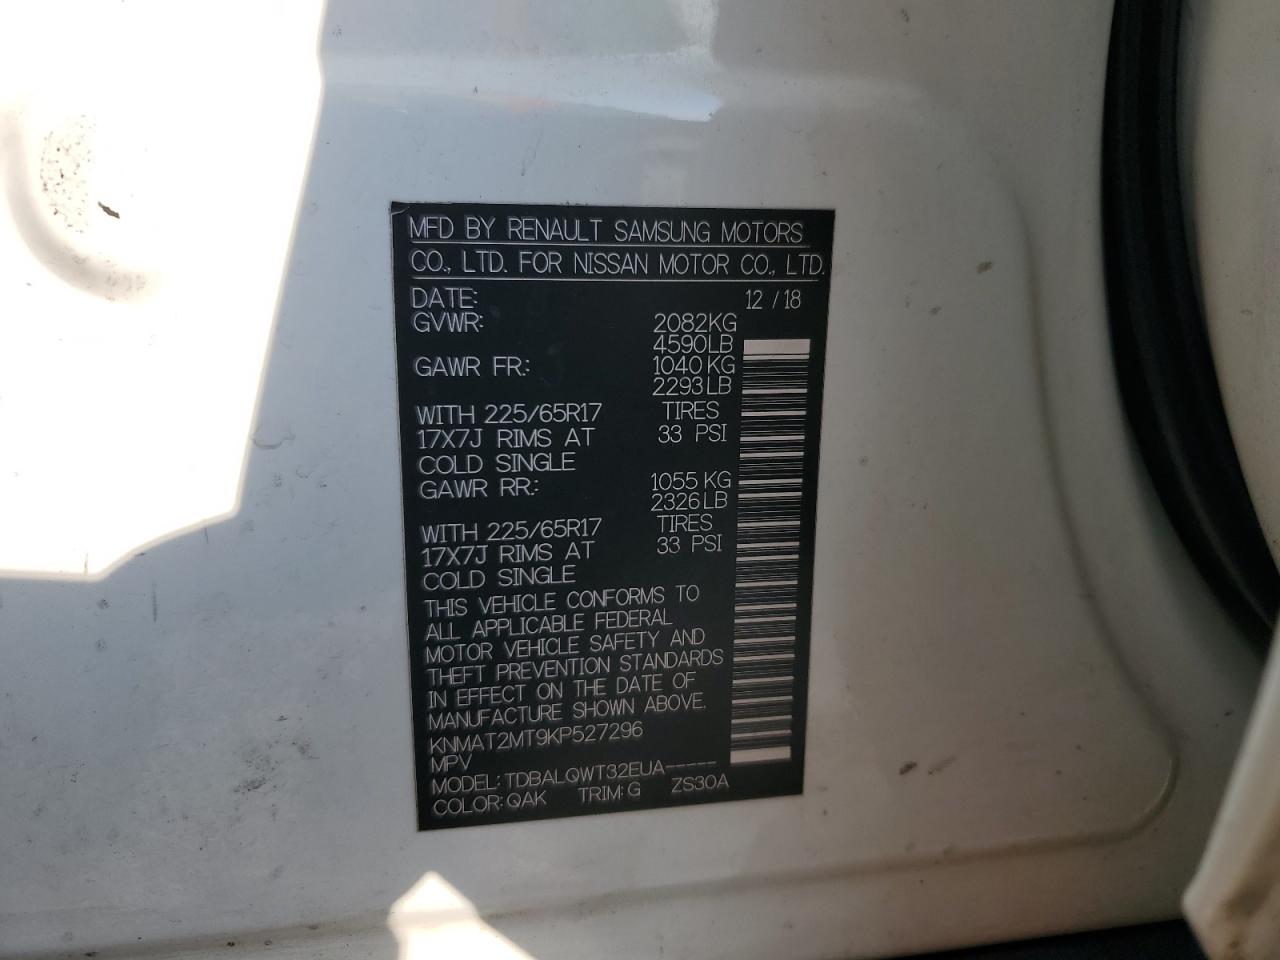 MFD BY RENAULT SAMSUNG MOTORS
CO., LTD. FOR NISSAN MOTOR CO., LTD.
DATE: 12 / 18
GVWR: 2082KG
4590LB
GAWR FR.: 1040 KG
2293 LB
WITH 225/65R17 TIRES
17X7J RIMS AT 33 PSI
COLD SINGLE
GAWR RR.: 1055 KG
2326 LB
WITH 225/65R17 TIRES
17X7J RIMS AT 33 PSI
COLD SINGLE
THIS VEHICLE CONFORMS TO
ALL APPLICABLE FEDERAL
MOTOR VEHICLE SAFETY AND
THEFT PREVENTION STANDARDS
IN EFFECT ON THE DATE OF
MANUFACTURE SHOWN ABOVE.
KNMAT2MT9KP527296
MPV
MODEL: TDBALQWT32EUA-----
COLOR: QAK TRIM: G ZS30A